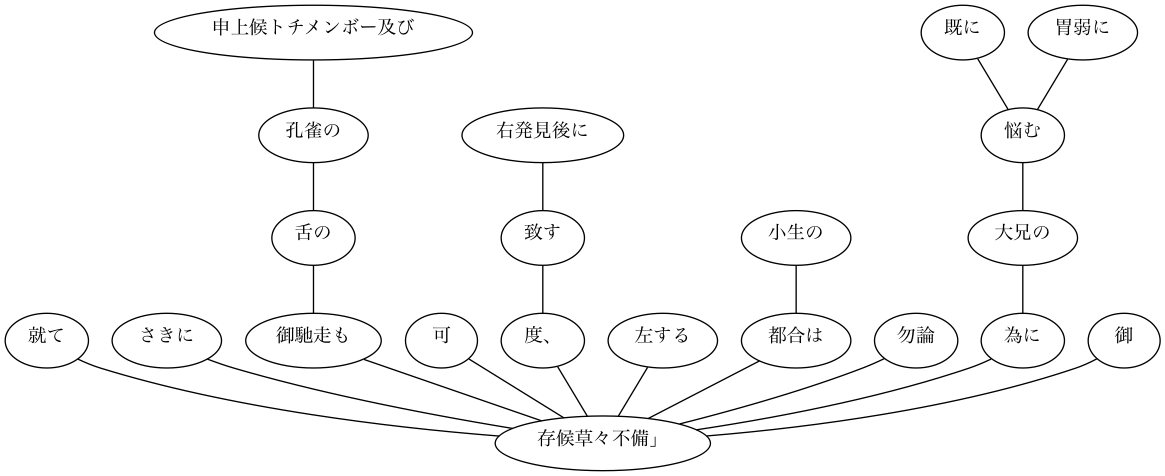 申上候トチメンボー及び
既に
胃弱に
孔雀の
右発見後に
悩む
舌の
致す
小生の
大兄の
就て
さきに
御馳走も
可
度、
左する
都合は
勿論
為に
御
存候草々不備」